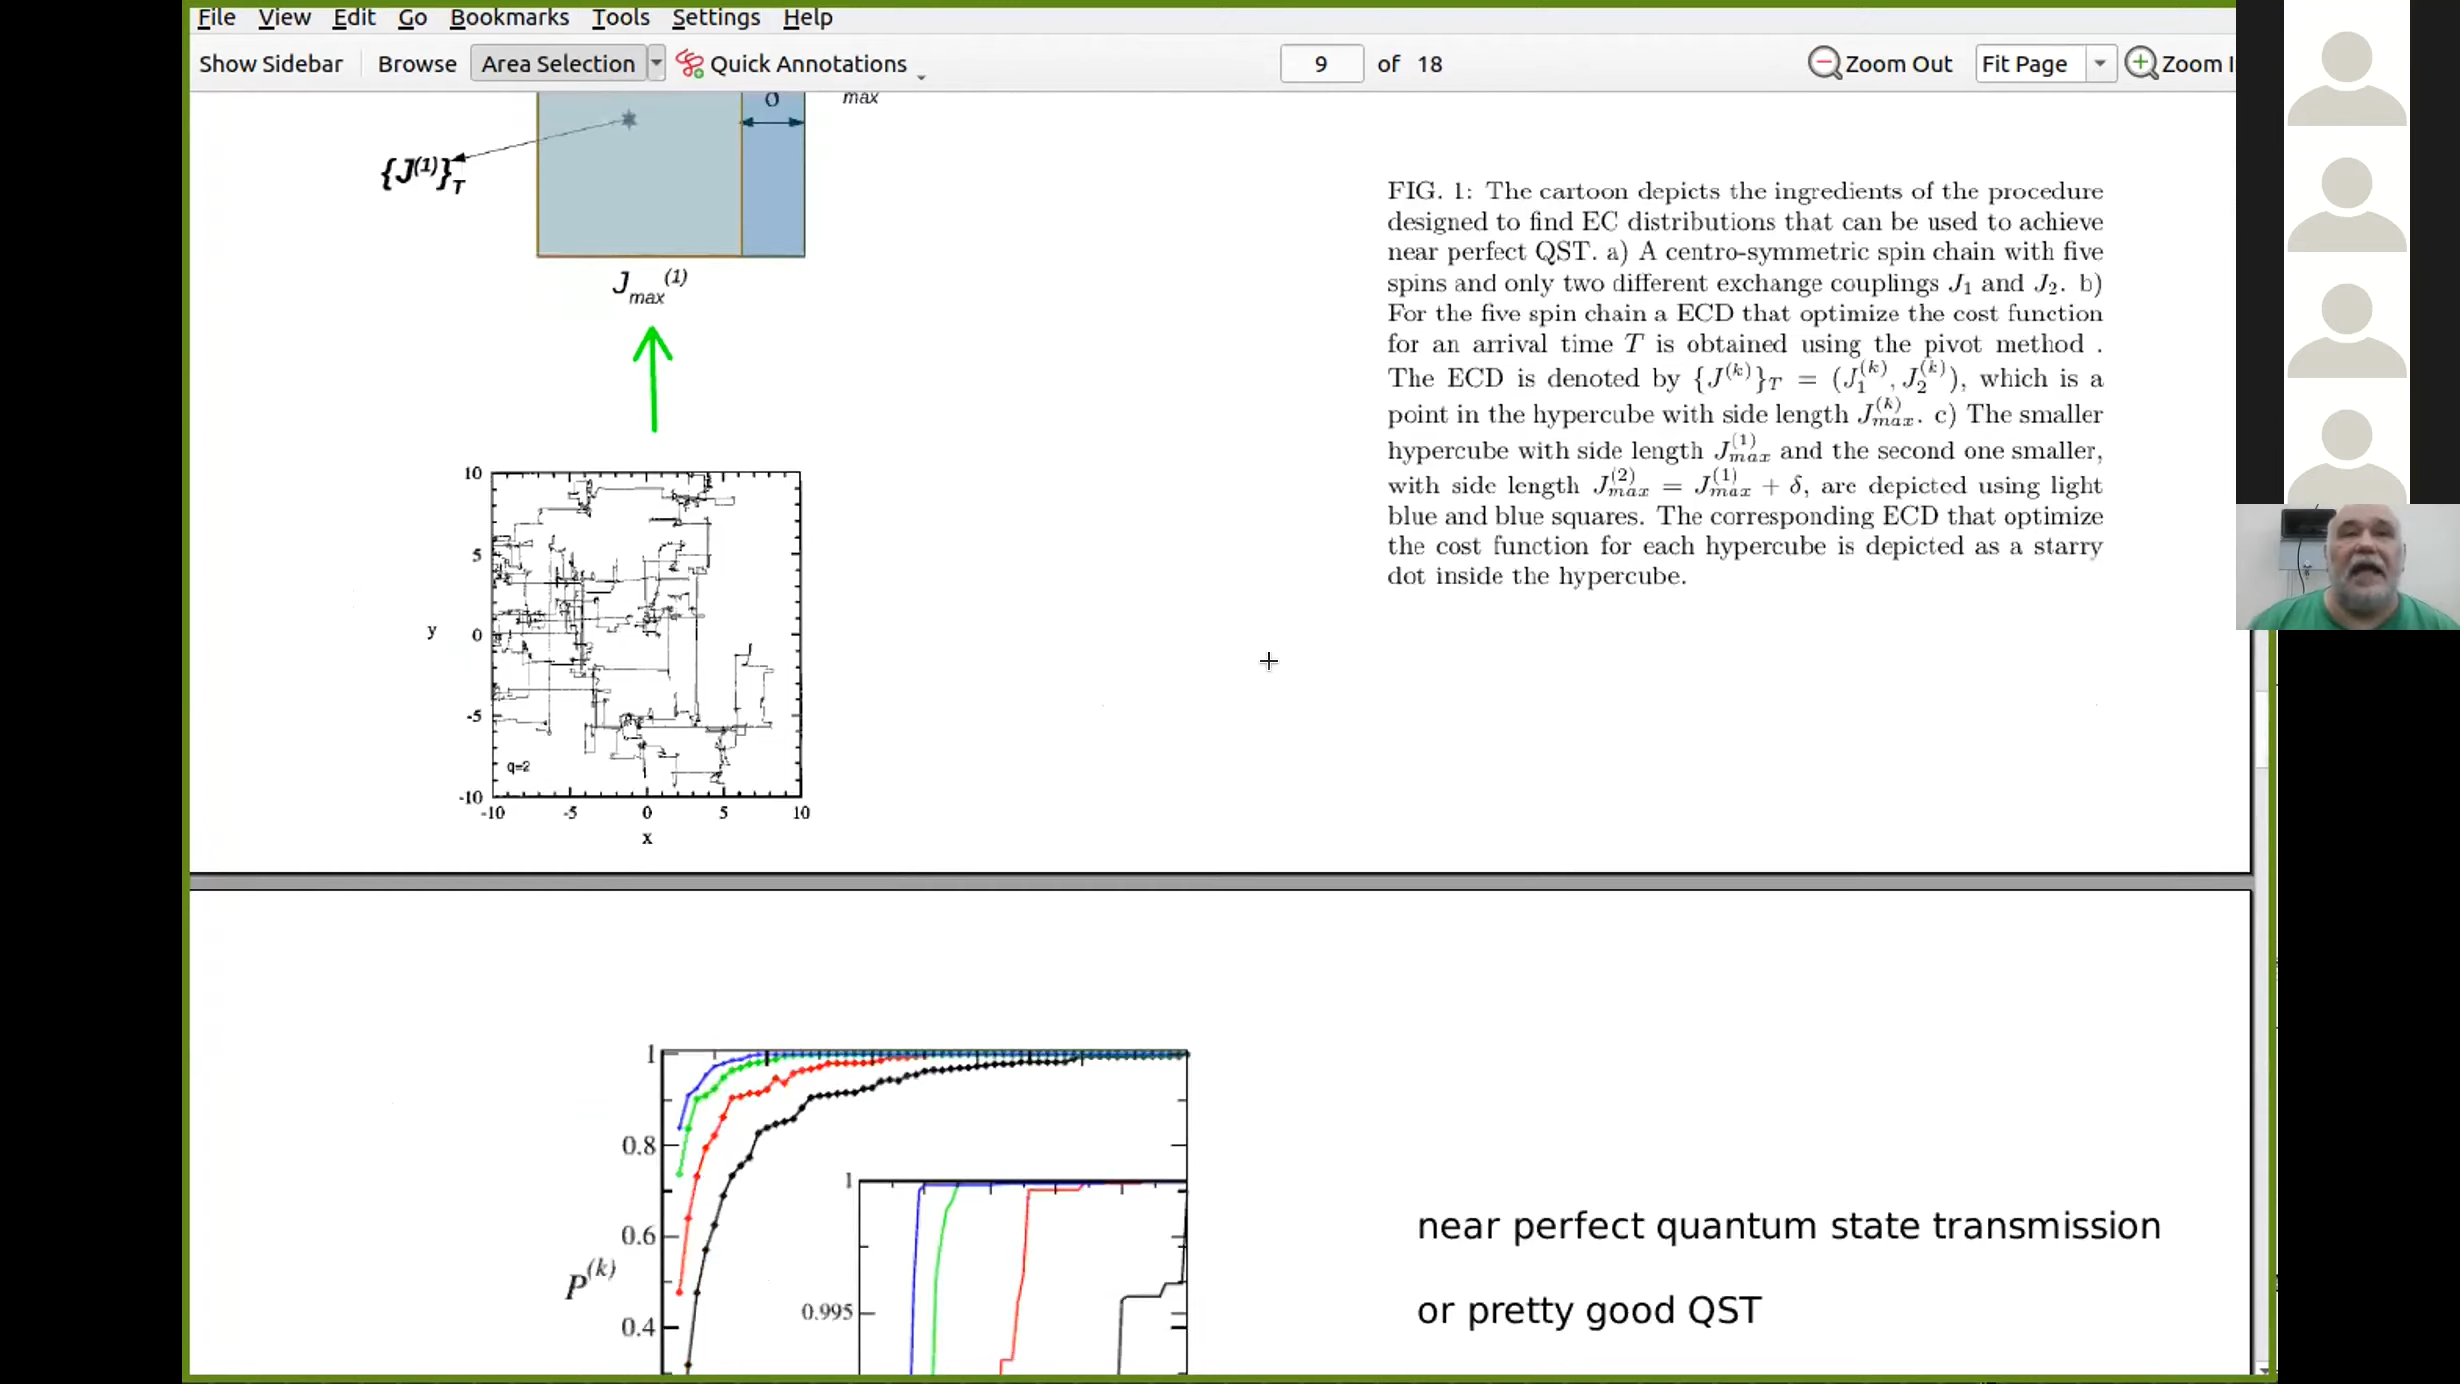 File View Edit Go Bookmarks Tools Settings Help
Show Sidebar Browse Area Selection Quick Annotations 9 of 18 Zoom Out Fit Page Zoom I
max
{J(1)}T
Jmax(1)
FIG. 1: The cartoon depicts the ingredients of the procedure
designed to find EC distributions that can be used to achieve
near perfect QST. a) A centro-symmetric spin chain with five
spins and only two different exchange couplings J1 and J2. b)
For the five spin chain a ECD that optimize the cost function
for an arrival time T is obtained using the pivot method .
The ECD is denoted by {J(k)}T = (J1(k), J2(k)), which is a
point in the hypercube with side length Jmax(k). c) The smaller
hypercube with side length Jmax(1) and the second one smaller,
with side length Jmax(2) = Jmax(1) + δ, are depicted using light
blue and blue squares. The corresponding ECD that optimize
the cost function for each hypercube is depicted as a starry
dot inside the hypercube.
10
5
y
0
-5
q=2
-10
-10 -5 0 5 10
x
1
0.8
0.6
P(k)
0.4
1
0.995
near perfect quantum state transmission
or pretty good QST